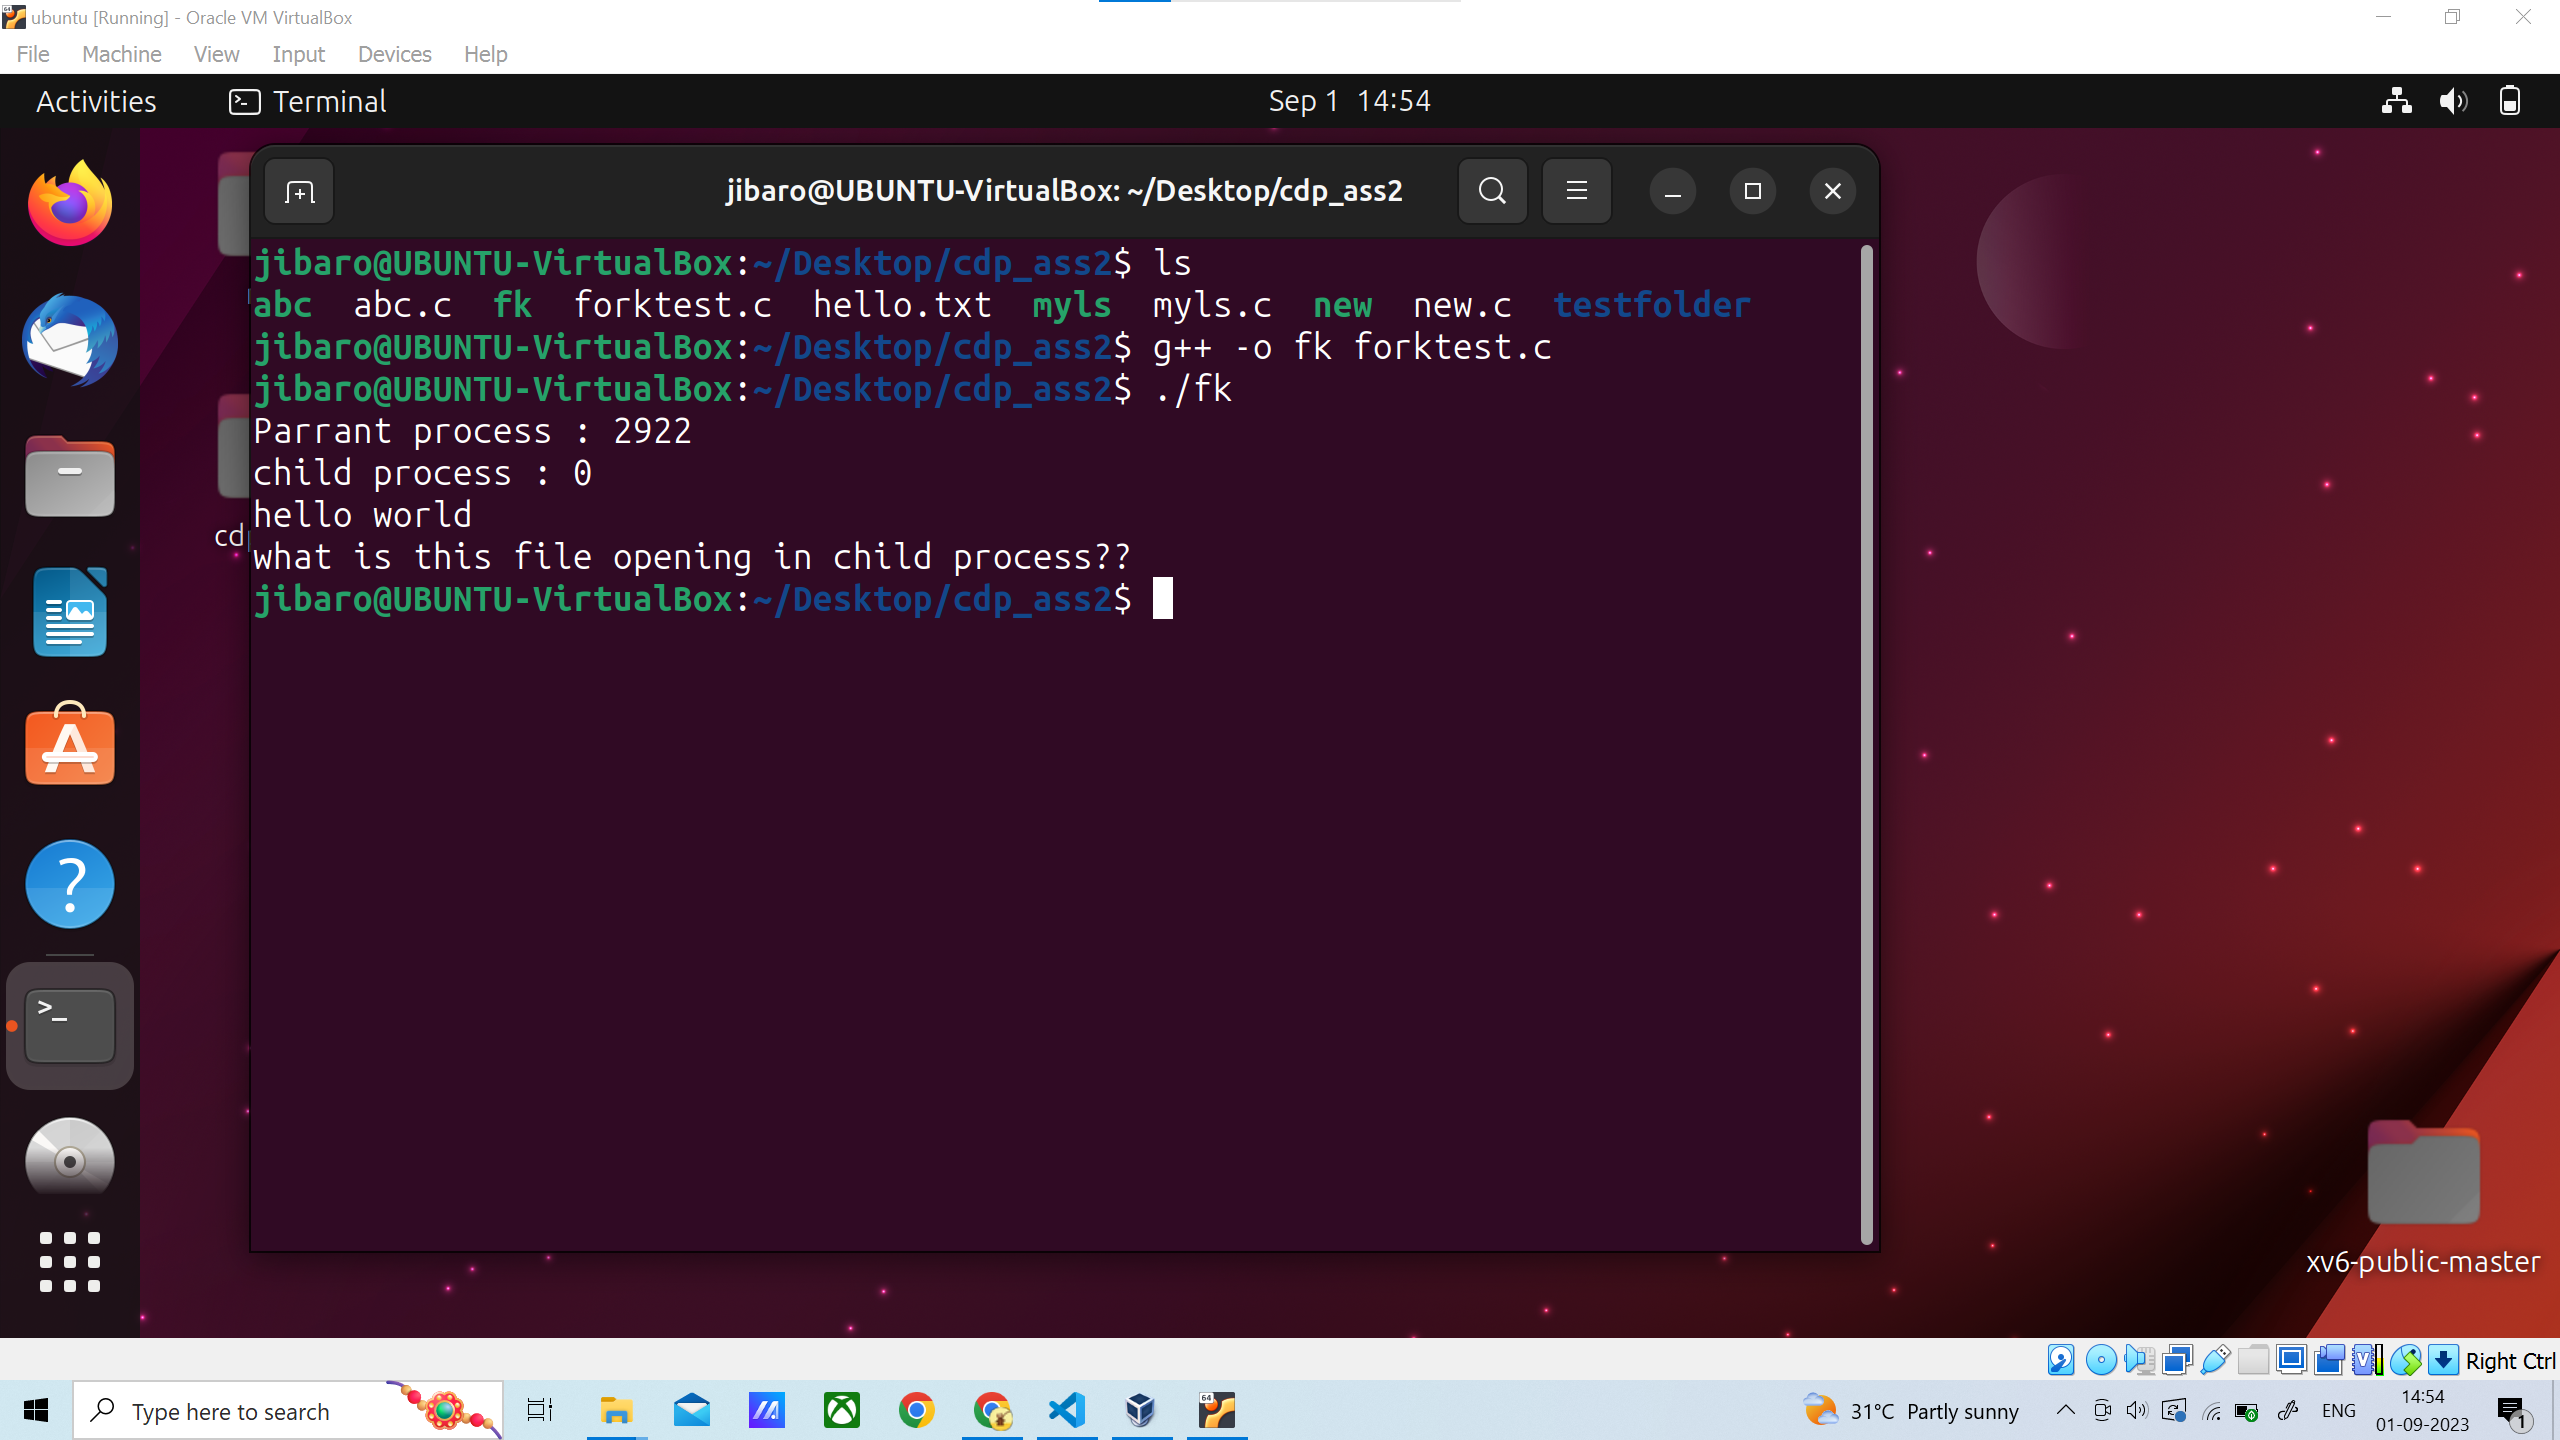 ubuntu [Running] - Oracle VM VirtualBox
File Machine View Input Devices Help
Activities Terminal Sep 1 14:54
jibaro@UBUNTU-VirtualBox: ~/Desktop/cdp_ass2
jibaro@UBUNTU-VirtualBox:~/Desktop/cdp_ass2$ ls
abc abc.c fk forktest.c hello.txt myls myls.c new new.c testfolder
jibaro@UBUNTU-VirtualBox:~/Desktop/cdp_ass2$ g++ -o fk forktest.c
jibaro@UBUNTU-VirtualBox:~/Desktop/cdp_ass2$ ./fk
Parrant process : 2922
child process : 0
hello world
what is this file opening in child process??
jibaro@UBUNTU-VirtualBox:~/Desktop/cdp_ass2$
xv6-public-master
Right Ctrl
Type here to search
31°C Partly sunny
ENG
14:54
01-09-2023
1